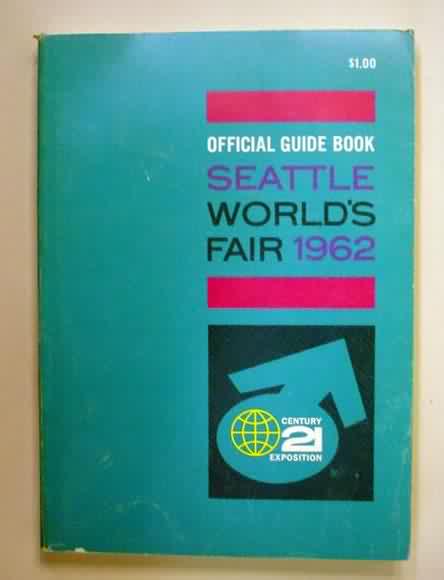 $1.00
OFFICIAL GUIDE BOOK
SEATTLE
WORLD'S
FAIR 1962
CENTURY
21
EXPOSITION